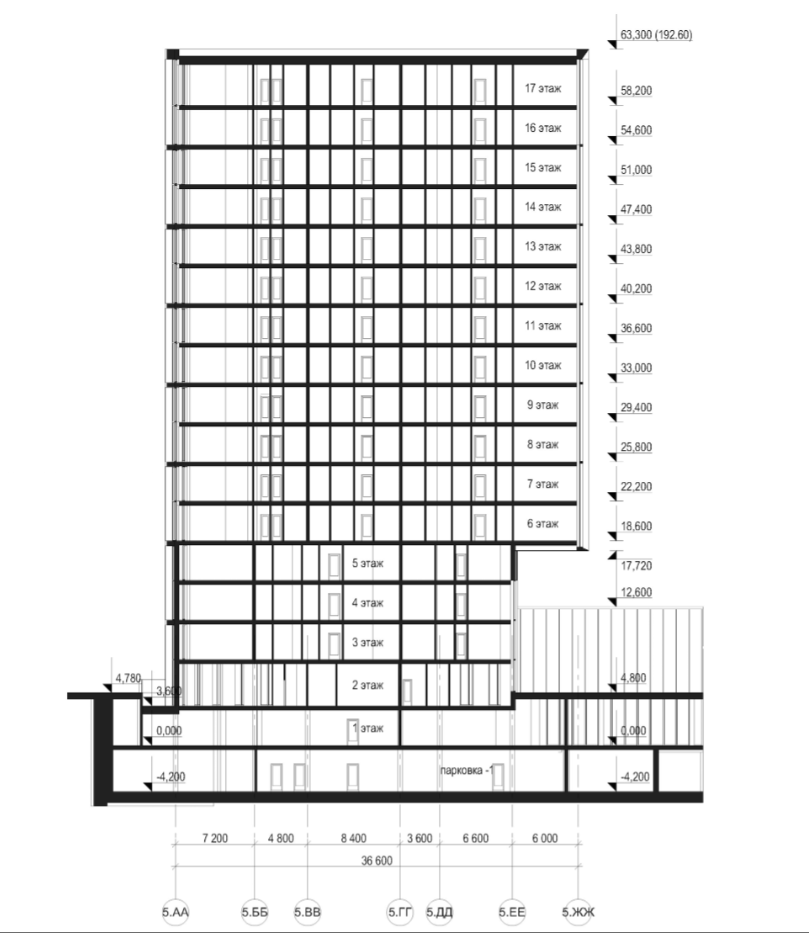 63,300 (192.60)
17 этаж
58,200
16 этаж
54,600
15 этаж
51,000
14 этаж
47,400
13 этаж
43,800
12 этаж
40,200
11 этаж
36,600
10 этаж
33,000
9 этаж
29,400
8 этаж
25,800
7 этаж
22,200
6 этаж
18,600
5 этаж
17,720
4 этаж
12,600
3 этаж
4,780
2 этаж
4,800
3,600
0,000
1 этаж
0,000
-4,200
парковка -1
-4,200
7 200
4 800
8 400
3 600
6 600
6 000
36 600
5.АА
5.ББ
5.ВВ
5.ГГ
5.ДД
5.ЕЕ
5.ЖЖ